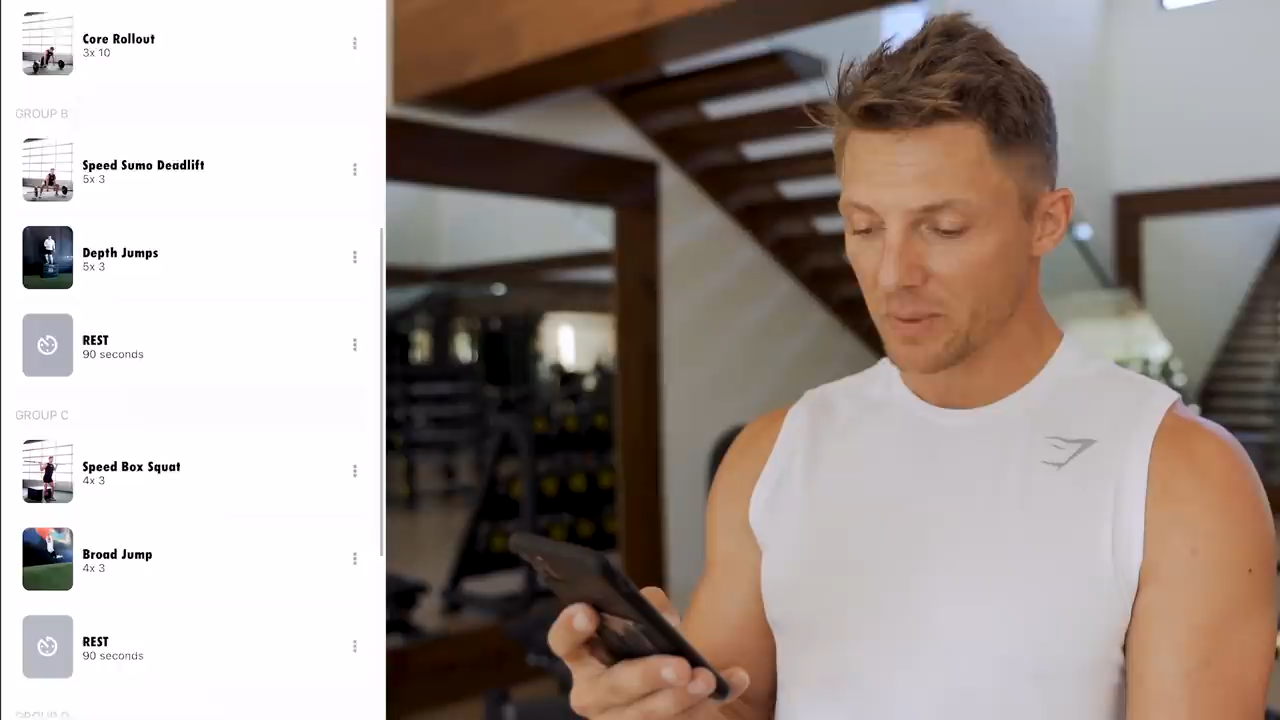 Core Rollout
3x 10
GROUP B
Speed Sumo Deadlift
5x 3
Depth Jumps
5x 3
REST
90 seconds
GROUP C
Speed Box Squat
4x 3
Broad Jump
4x 3
REST
90 seconds